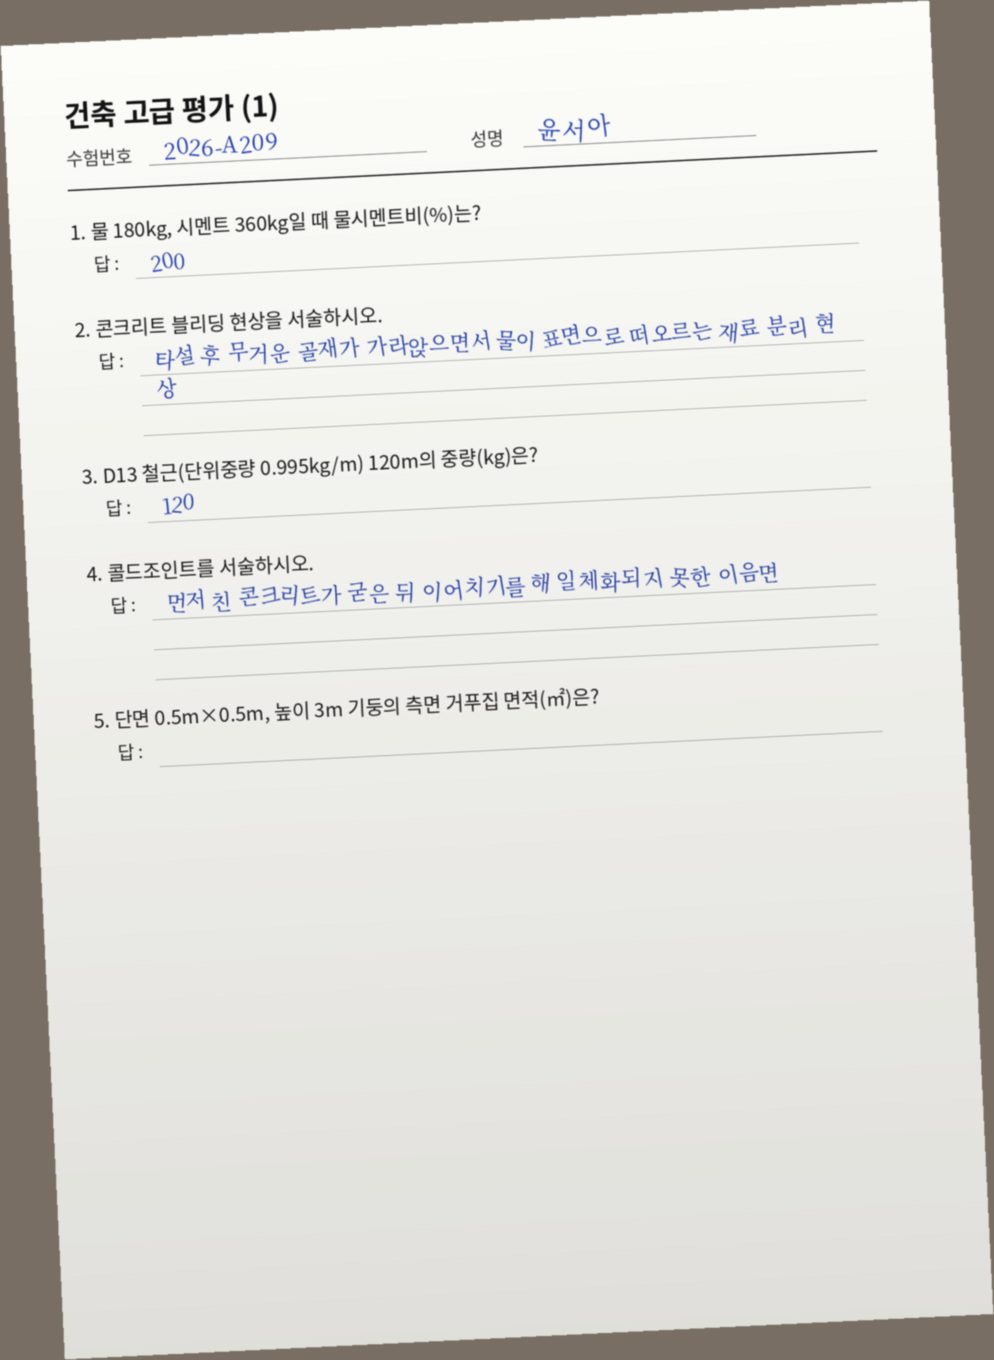 건축 고급 평가 (1)
수험번호 2026-A209 성명 윤서아
1. 물 180kg, 시멘트 360kg일 때 물시멘트비(%)는?
답 : 200
2. 콘크리트 블리딩 현상을 서술하시오.
답 : 타설 후 무거운 골재가 가라앉으면서 물이 표면으로 떠오르는 재료 분리 현
상
3. D13 철근(단위중량 0.995kg/m) 120m의 중량(kg)은?
답 : 120
4. 콜드조인트를 서술하시오.
답 : 먼저 친 콘크리트가 굳은 뒤 이어치기를 해 일체화되지 못한 이음면
5. 단면 0.5m×0.5m, 높이 3m 기둥의 측면 거푸집 면적(㎡)은?
답 :